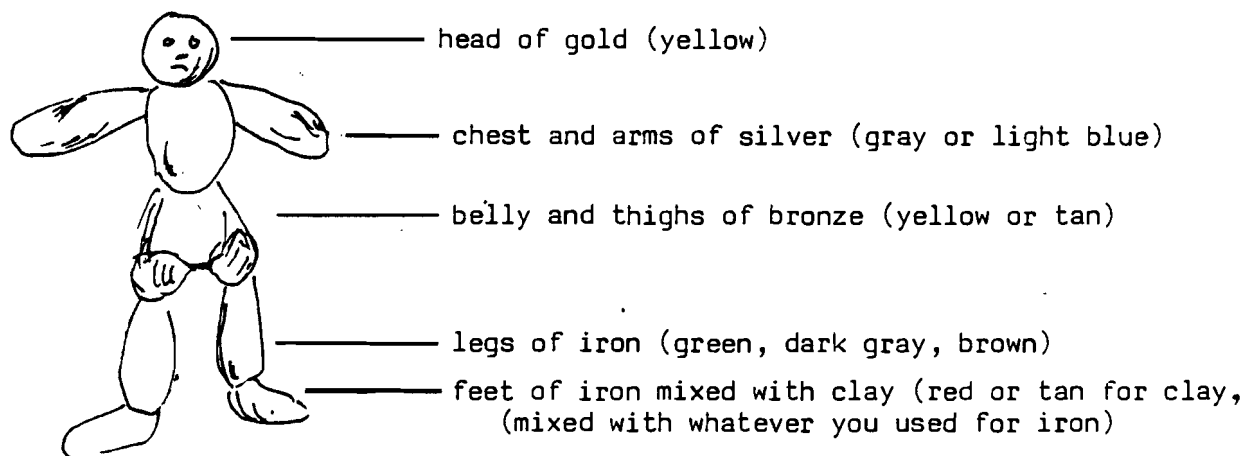 head of gold (yellow)
chest and arms of silver (gray or light blue)
belly and thighs of bronze (yellow or tan)
legs of iron (green, dark gray, brown)
feet of iron mixed with clay (red or tan for clay,
(mixed with whatever you used for iron)